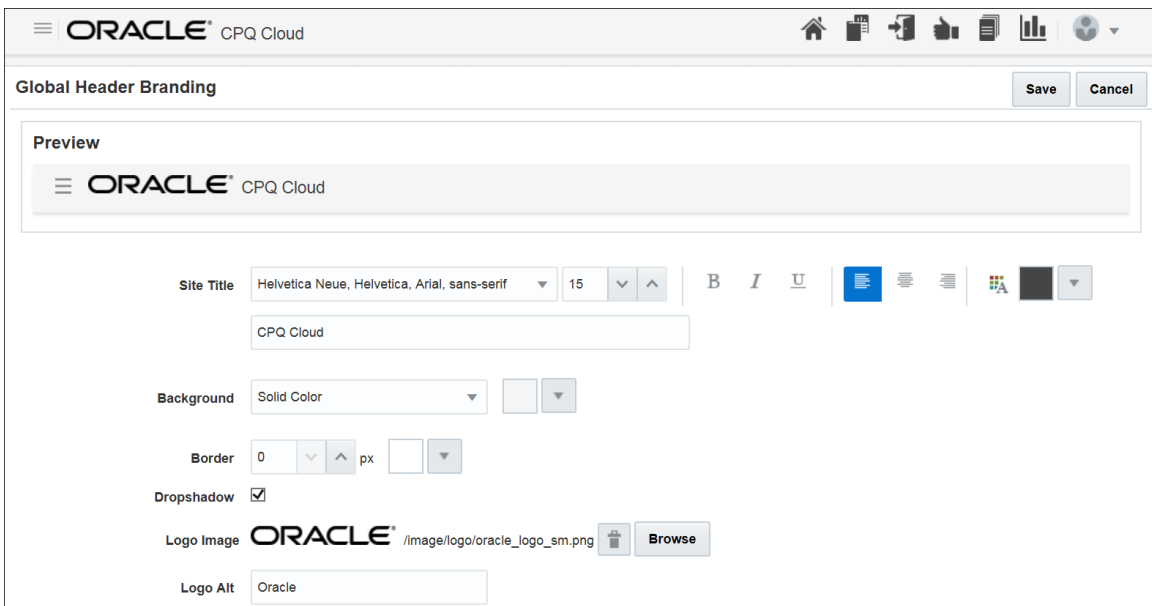 ORACLE® CPQ Cloud
Global Header Branding Save Cancel
Preview
ORACLE® CPQ Cloud
Site Title Helvetica Neue, Helvetica, Arial, sans-serif 15 B I U A
CPQ Cloud
Background Solid Color
Border 0 px
Dropshadow
Logo Image ORACLE® /image/logo/oracle_logo_sm.png Browse
Logo Alt Oracle